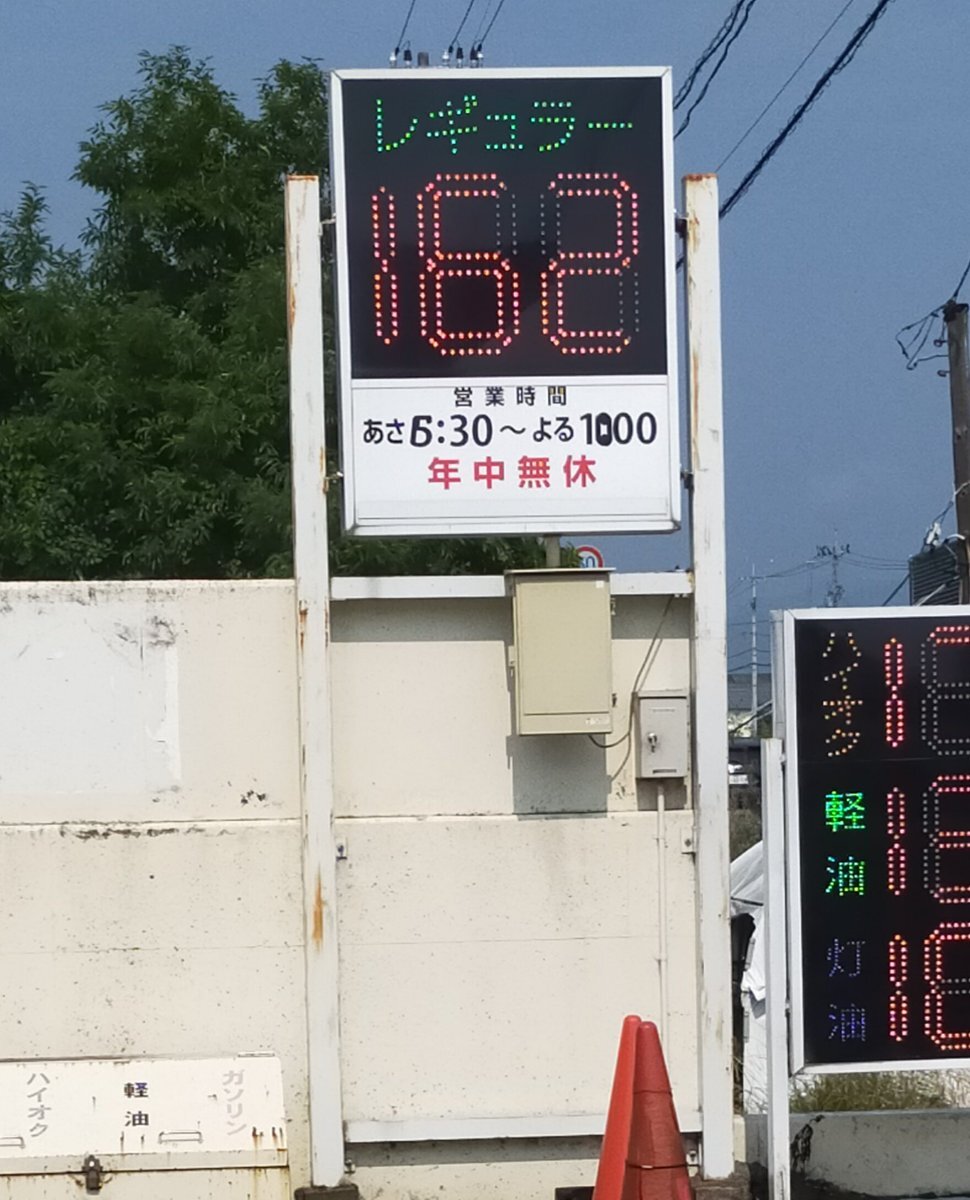 レギュラー
162
営業時間
あさ6:30～よる10:00
年中無休
ハイオク
軽油
灯油
ハイオク
軽油
ガソリン